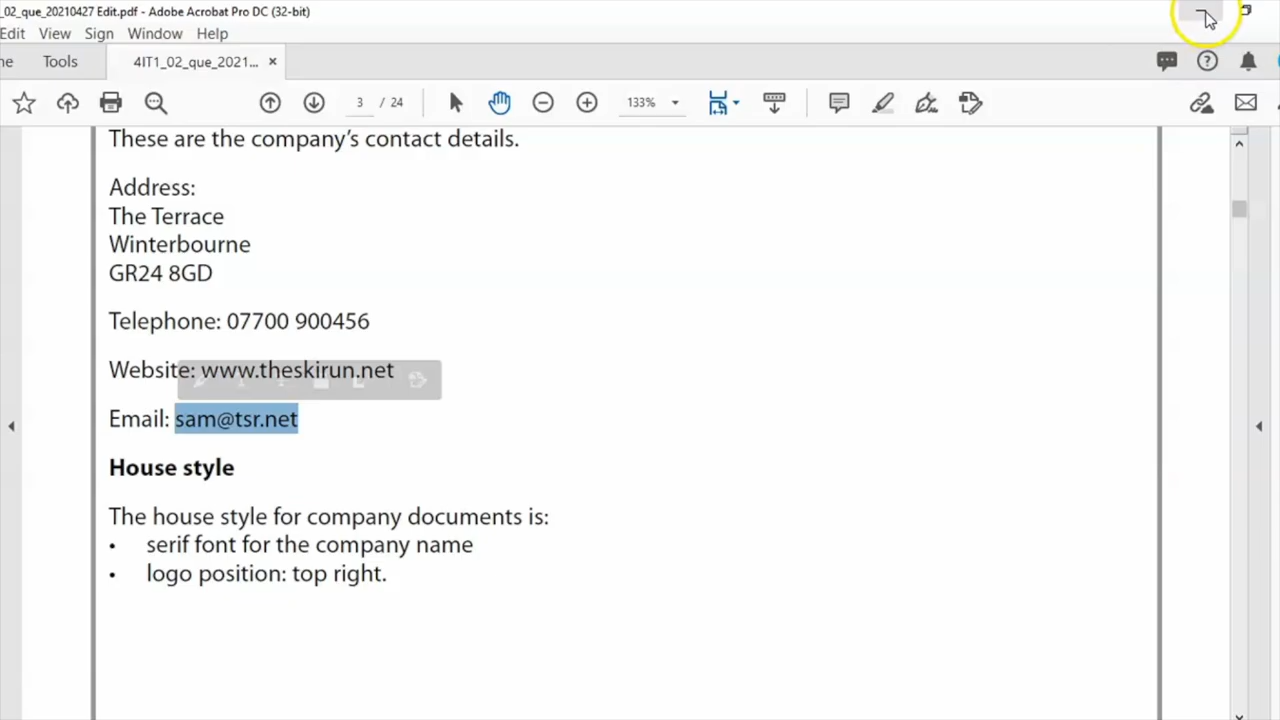 _02_que_20210427 Edit.pdf - Adobe Acrobat Pro DC (32-bit)
Edit View Sign Window Help
ne Tools 4IT1_02_que_2021... ×
3 / 24 133%
These are the company's contact details.
Address:
The Terrace
Winterbourne
GR24 8GD
Telephone: 07700 900456
Website: www.theskirun.net
Email: sam@tsr.net
House style
The house style for company documents is:
• serif font for the company name
• logo position: top right.